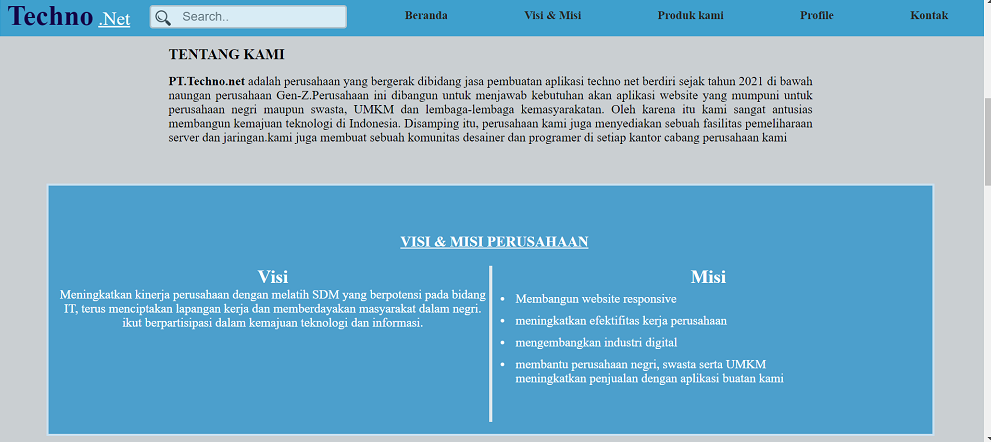 Techno .Net Search.. Beranda Visi & Misi Produk kami Profile Kontak
TENTANG KAMI
PT.Techno.net adalah perusahaan yang bergerak dibidang jasa pembuatan aplikasi techno net berdiri sejak tahun 2021 di bawah
naungan perusahaan Gen-Z.Perusahaan ini dibangun untuk menjawab kebutuhan akan aplikasi website yang mumpuni untuk
perusahaan negri maupun swasta, UMKM dan lembaga-lembaga kemasyarakatan. Oleh karena itu kami sangat antusias
membangun kemajuan teknologi di Indonesia. Disamping itu, perusahaan kami juga menyediakan sebuah fasilitas pemeliharaan
server dan jaringan.kami juga membuat sebuah komunitas desainer dan programer di setiap kantor cabang perusahaan kami
VISI & MISI PERUSAHAAN
Visi
Meningkatkan kinerja perusahaan dengan melatih SDM yang berpotensi pada bidang
IT, terus menciptakan lapangan kerja dan memberdayakan masyarakat dalam negri.
ikut berpartisipasi dalam kemajuan teknologi dan informasi.
Misi
• Membangun website responsive
• meningkatkan efektifitas kerja perusahaan
• mengembangkan industri digital
• membantu perusahaan negri, swasta serta UMKM
meningkatkan penjualan dengan aplikasi buatan kami